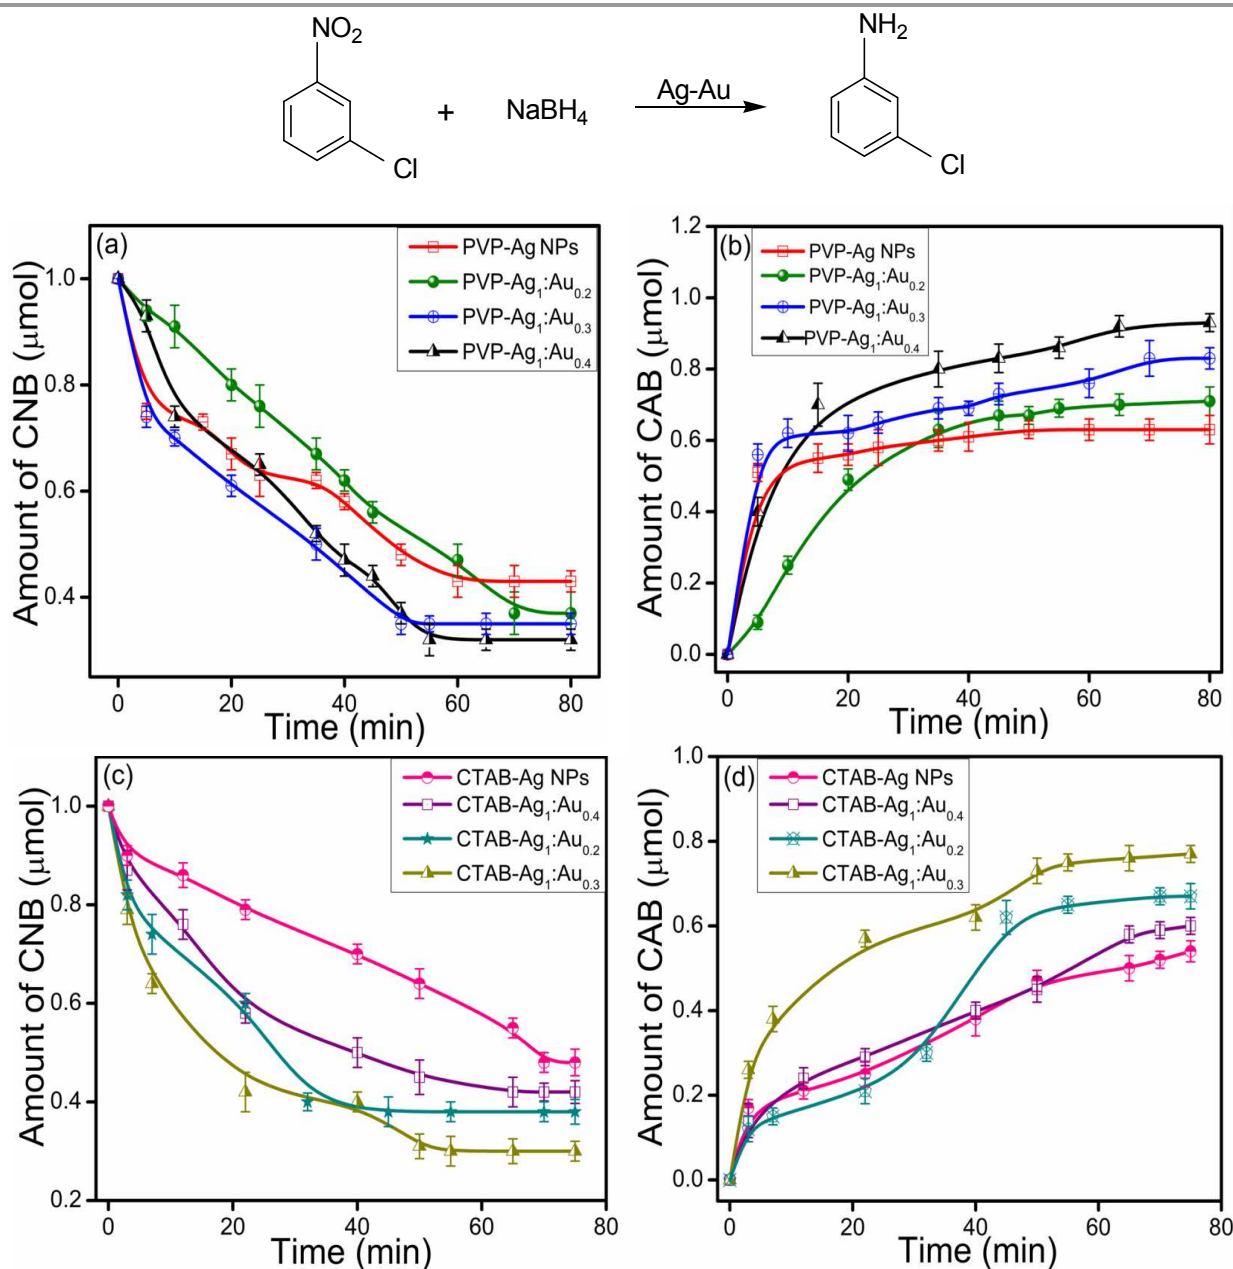 NO₂
Cl
+
NaBH₄
Ag-Au
NH₂
Cl
(a)
PVP-Ag NPs
PVP-Ag₁:Au₀.₂
PVP-Ag₁:Au₀.₃
PVP-Ag₁:Au₀.₄
Amount of CNB (μmol)
1.0
0.8
0.6
0.4
0 20 40 60 80
Time (min)
(b)
PVP-Ag NPs
PVP-Ag₁:Au₀.₂
PVP-Ag₁:Au₀.₃
PVP-Ag₁:Au₀.₄
Amount of CAB (μmol)
1.2
1.0
0.8
0.6
0.4
0.2
0.0
0 20 40 60 80
Time (min)
(c)
CTAB-Ag NPs
CTAB-Ag₁:Au₀.₄
CTAB-Ag₁:Au₀.₂
CTAB-Ag₁:Au₀.₃
Amount of CNB (μmol)
1.0
0.8
0.6
0.4
0.2
0 20 40 60 80
Time (min)
(d)
CTAB-Ag NPs
CTAB-Ag₁:Au₀.₄
CTAB-Ag₁:Au₀.₂
CTAB-Ag₁:Au₀.₃
Amount of CAB (μmol)
1.0
0.8
0.6
0.4
0.2
0.0
0 20 40 60 80
Time (min)